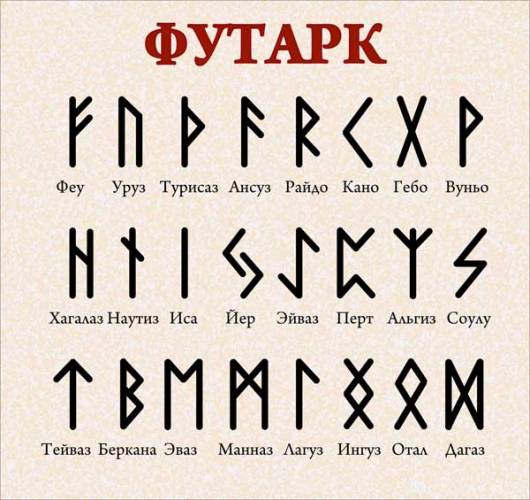 ФУТАРК
ᚠ ᚢ ᚦ ᚨ ᚱ ᚲ ᚷ ᚹ
Феу Уруз Турисаз Ансуз Райдо Кано Гебо Вуньо
ᚺ ᚾ ᛁ ᛃ ᛇ ᛈ ᛉ ᛊ
Хагалаз Наутиз Иса Йер Эйваз Перт Альгиз Соулу
ᛏ ᛒ ᛖ ᛗ ᛚ ᛝ ᛟ ᛞ
Тейваз Беркана Эваз Манназ Лагуз Ингуз Отал Дагаз